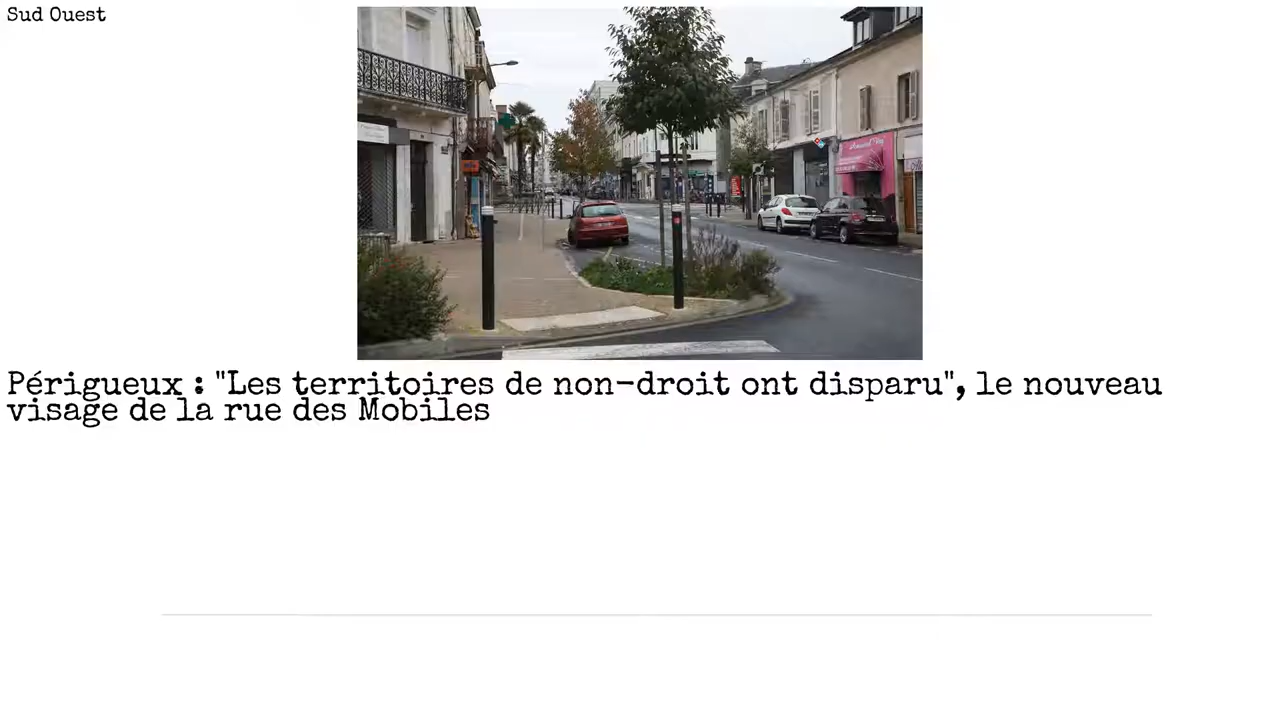 Sud Ouest
Périgueux : "Les territoires de non-droit ont disparu", le nouveau
visage de la rue des Mobiles